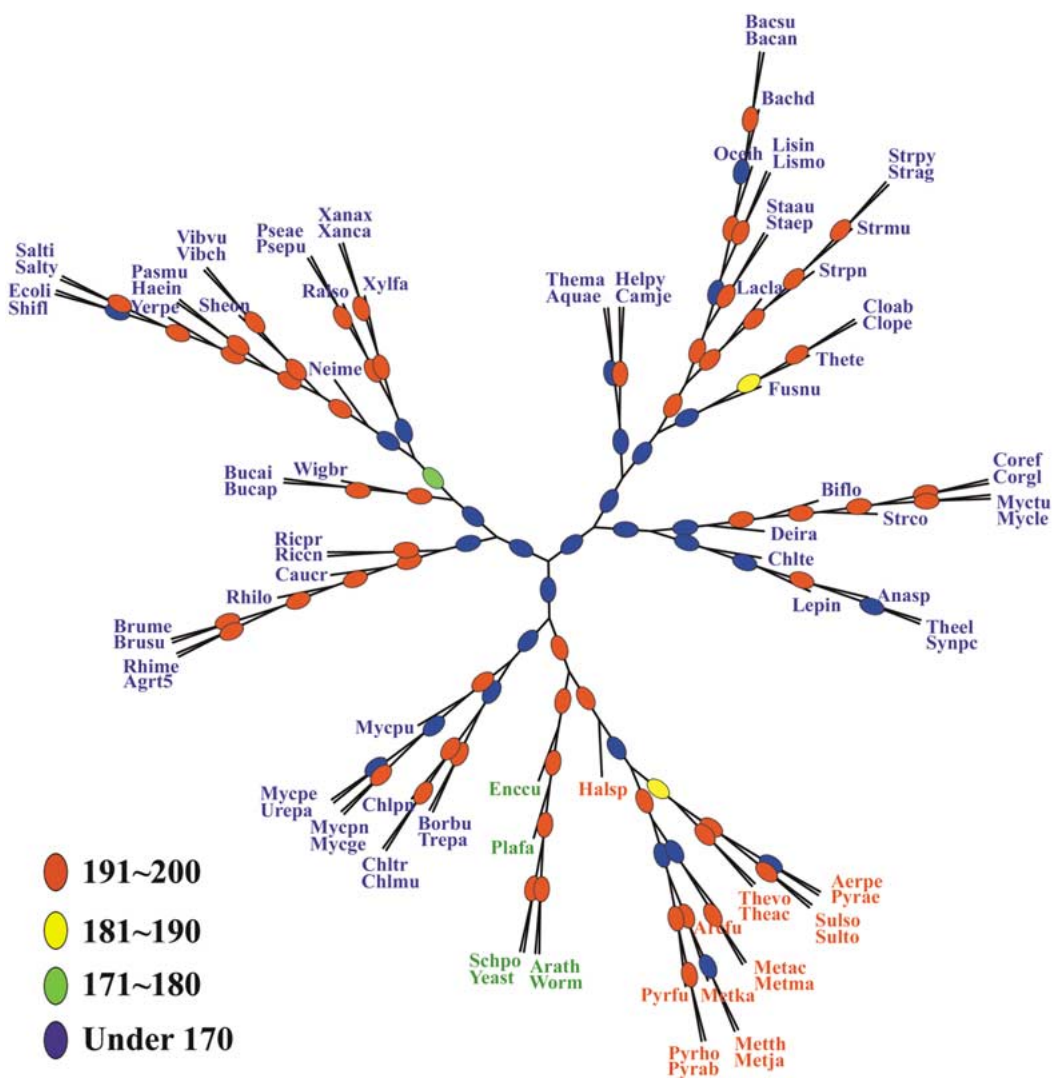 Bacsu
Bacan
Bachd
Oceih
Lisin
Lismo
Strpy
Strag
Staau
Staep
Strmu
Xanax
Xanca
Pseae
Psepu
Vibvu
Vibch
Salti
Salty
Pasmu
Haein
Strpn
Thema
Aquae
Helpy
Camje
Lacla
Ecoli
Shifl
Yerpe
Sheon
Ralso
Xylfa
Cloab
Clope
Thete
Neime
Fusnu
Bucai
Bucap
Wigbr
Coref
Corgl
Biflo
Myctu
Mycle
Strco
Deira
Ricpr
Riccn
Chlte
Caucr
Rhilo
Lepin
Anasp
Brume
Brusu
Theel
Synpc
Rhime
Agrt5
Mycpu
Enccu
Halsp
Mycpe
Urepa
Chlpn
Mycpn
Mycge
Borbu
Trepa
Plafa
Chltr
Chlmu
191~200
Thevo
Theac
Aerpe
Pyrae
Sulso
Sulto
181~190
Arcfu
Schpo
Yeast
Arath
Worm
Metac
Metma
171~180
Pyrfu
Metka
Under 170
Pyrho
Pyrab
Metth
Metja